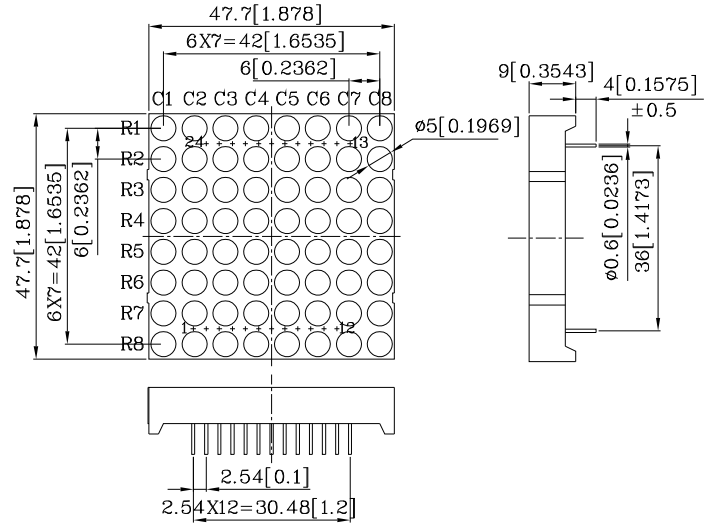 47.7[1.878]
6X7=42[1.6535]
6[0.2362]
C1 C2 C3 C4 C5 C6 C7 C8
9[0.3543]
4[0.1575]
±0.5
R1
R2
R3
R4
R5
R6
R7
R8
24
13
1
12
ø5[0.1969]
47.7[1.878]
6X7=42[1.6535]
6[0.2362]
ø0.6[0.0236]
36[1.4173]
2.54[0.1]
2.54X12=30.48[1.2]